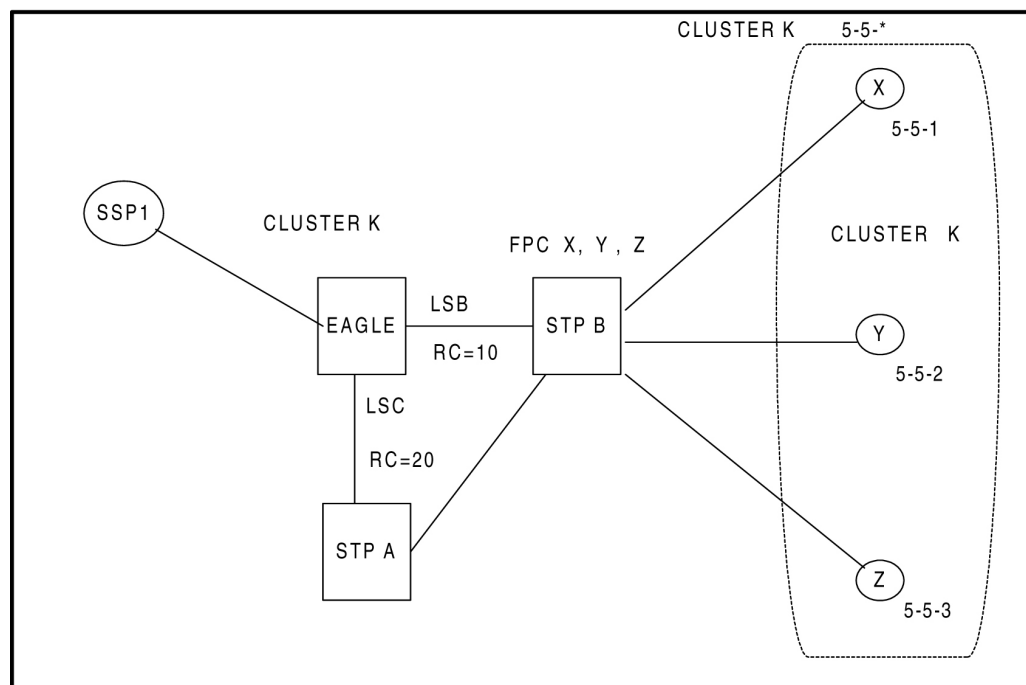 CLUSTER K 5-5-*
X
5-5-1
SSP1
CLUSTER K
CLUSTER K
FPC X, Y , Z
EAGLE
LSB
RC=10
STP B
Y
5-5-2
LSC
RC=20
STP A
Z
5-5-3